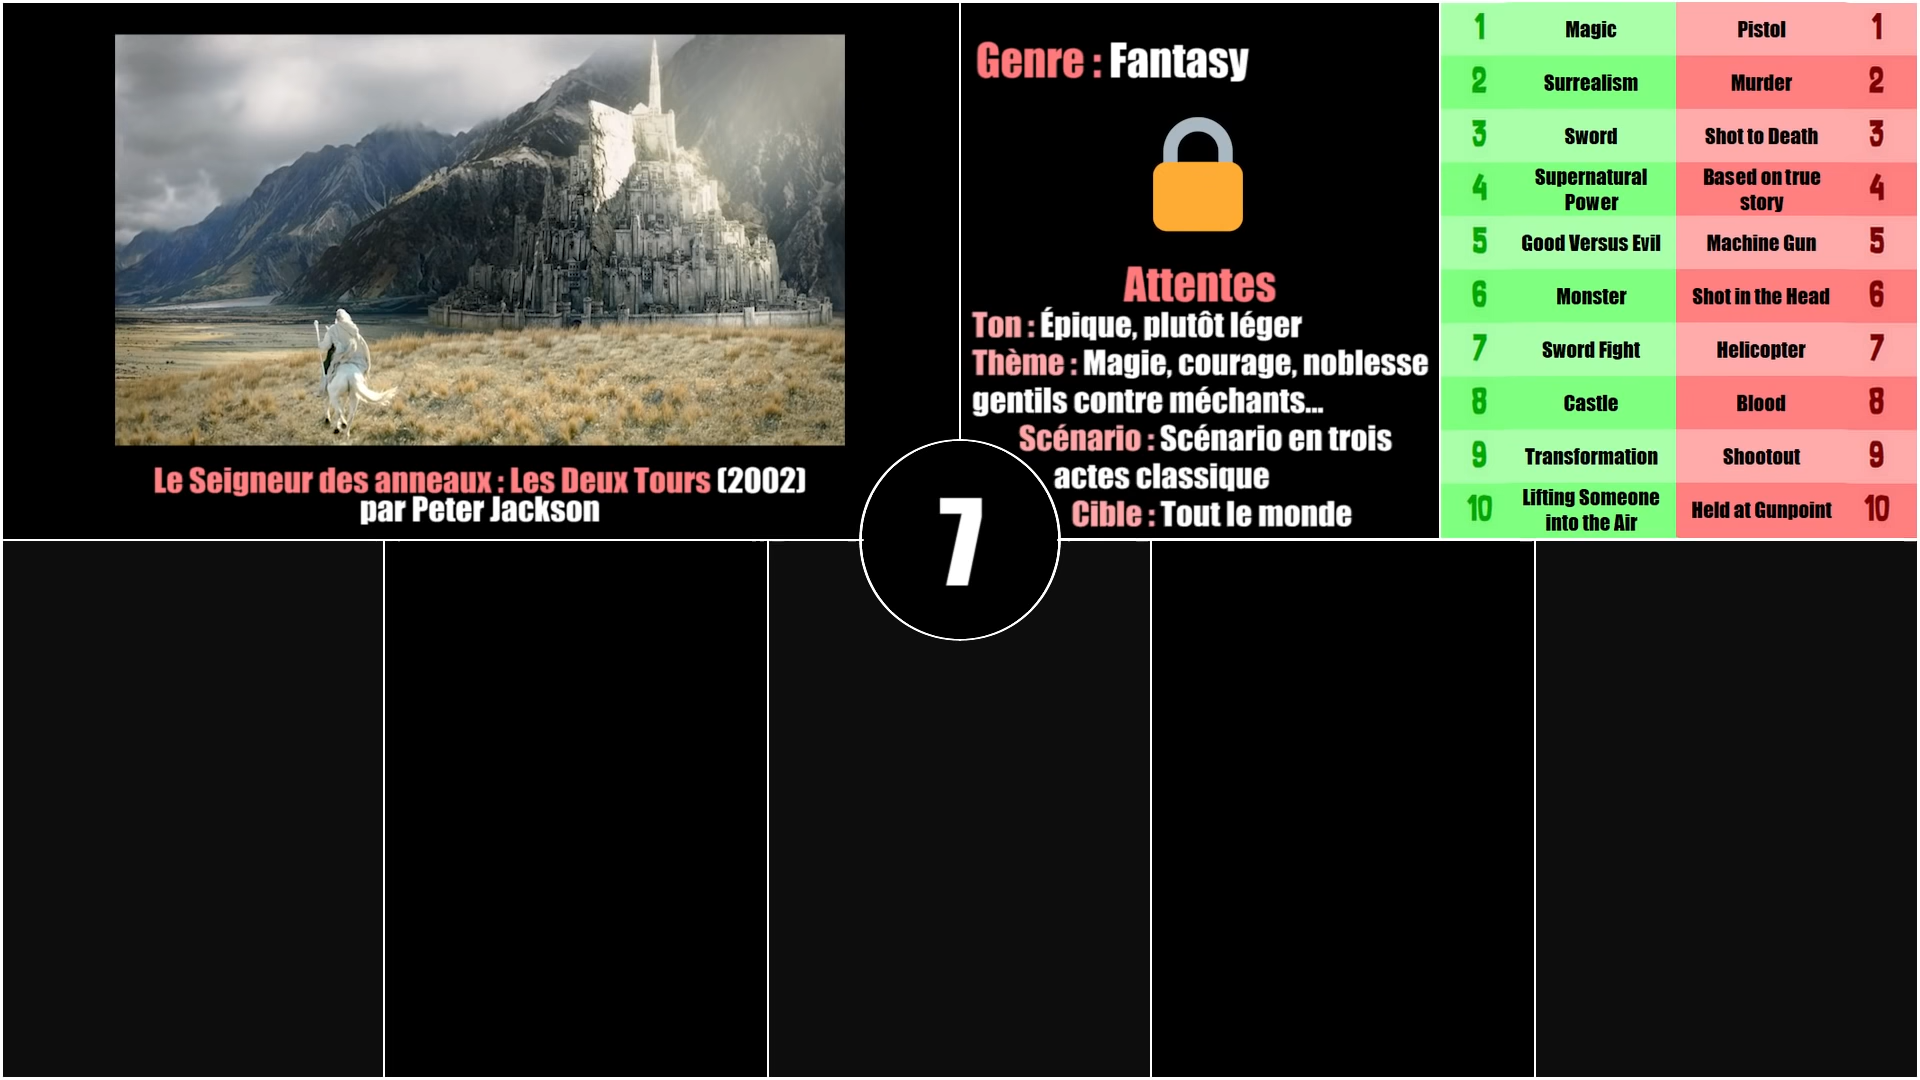 Le Seigneur des anneaux : Les Deux Tours (2002)
par Peter Jackson
Genre : Fantasy
Attentes
Ton : Épique, plutôt léger
Thème : Magie, courage, noblesse
gentils contre méchants...
Scénario : Scénario en trois
actes classique
Cible : Tout le monde
1 Magic Pistol 1
2 Surrealism Murder 2
3 Sword Shot to Death 3
4 Supernatural Power Based on true story 4
5 Good Versus Evil Machine Gun 5
6 Monster Shot in the Head 6
7 Sword Fight Helicopter 7
8 Castle Blood 8
9 Transformation Shootout 9
10 Lifting Someone into the Air Held at Gunpoint 10
7